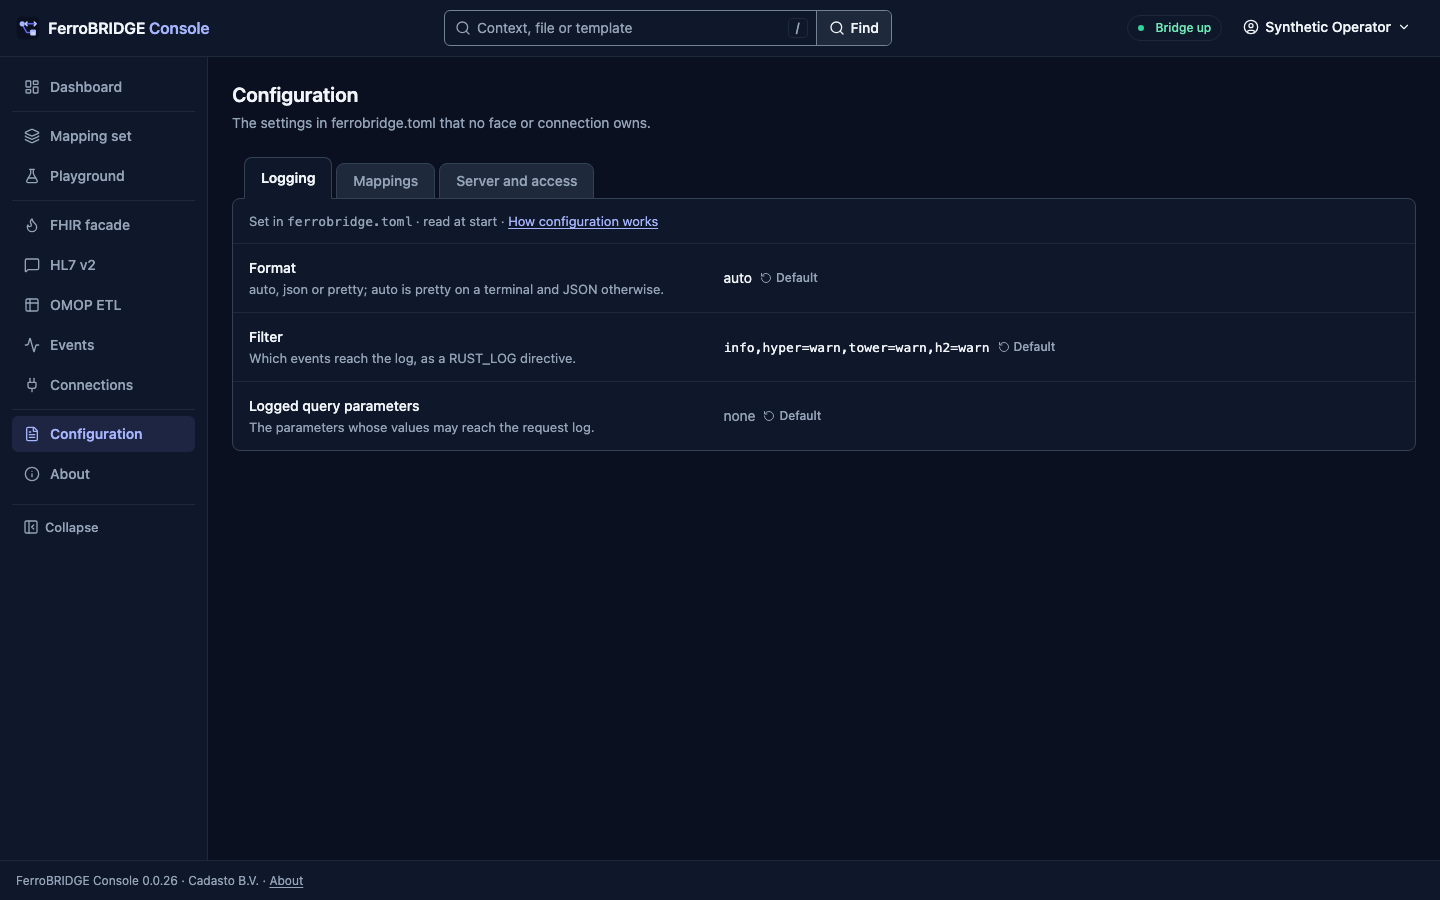 FerroBRIDGE Console
Context, file or template
/
Find
Bridge up
Synthetic Operator
Dashboard
Mapping set
Playground
FHIR facade
HL7 v2
OMOP ETL
Events
Connections
Configuration
About
Collapse
Configuration
The settings in ferrobridge.toml that no face or connection owns.
Logging
Mappings
Server and access
Set in ferrobridge.toml · read at start · How configuration works
Format
auto, json or pretty; auto is pretty on a terminal and JSON otherwise.
auto Default
Filter
Which events reach the log, as a RUST_LOG directive.
info,hyper=warn,tower=warn,h2=warn Default
Logged query parameters
The parameters whose values may reach the request log.
none Default
FerroBRIDGE Console 0.0.26 · Cadasto B.V. · About